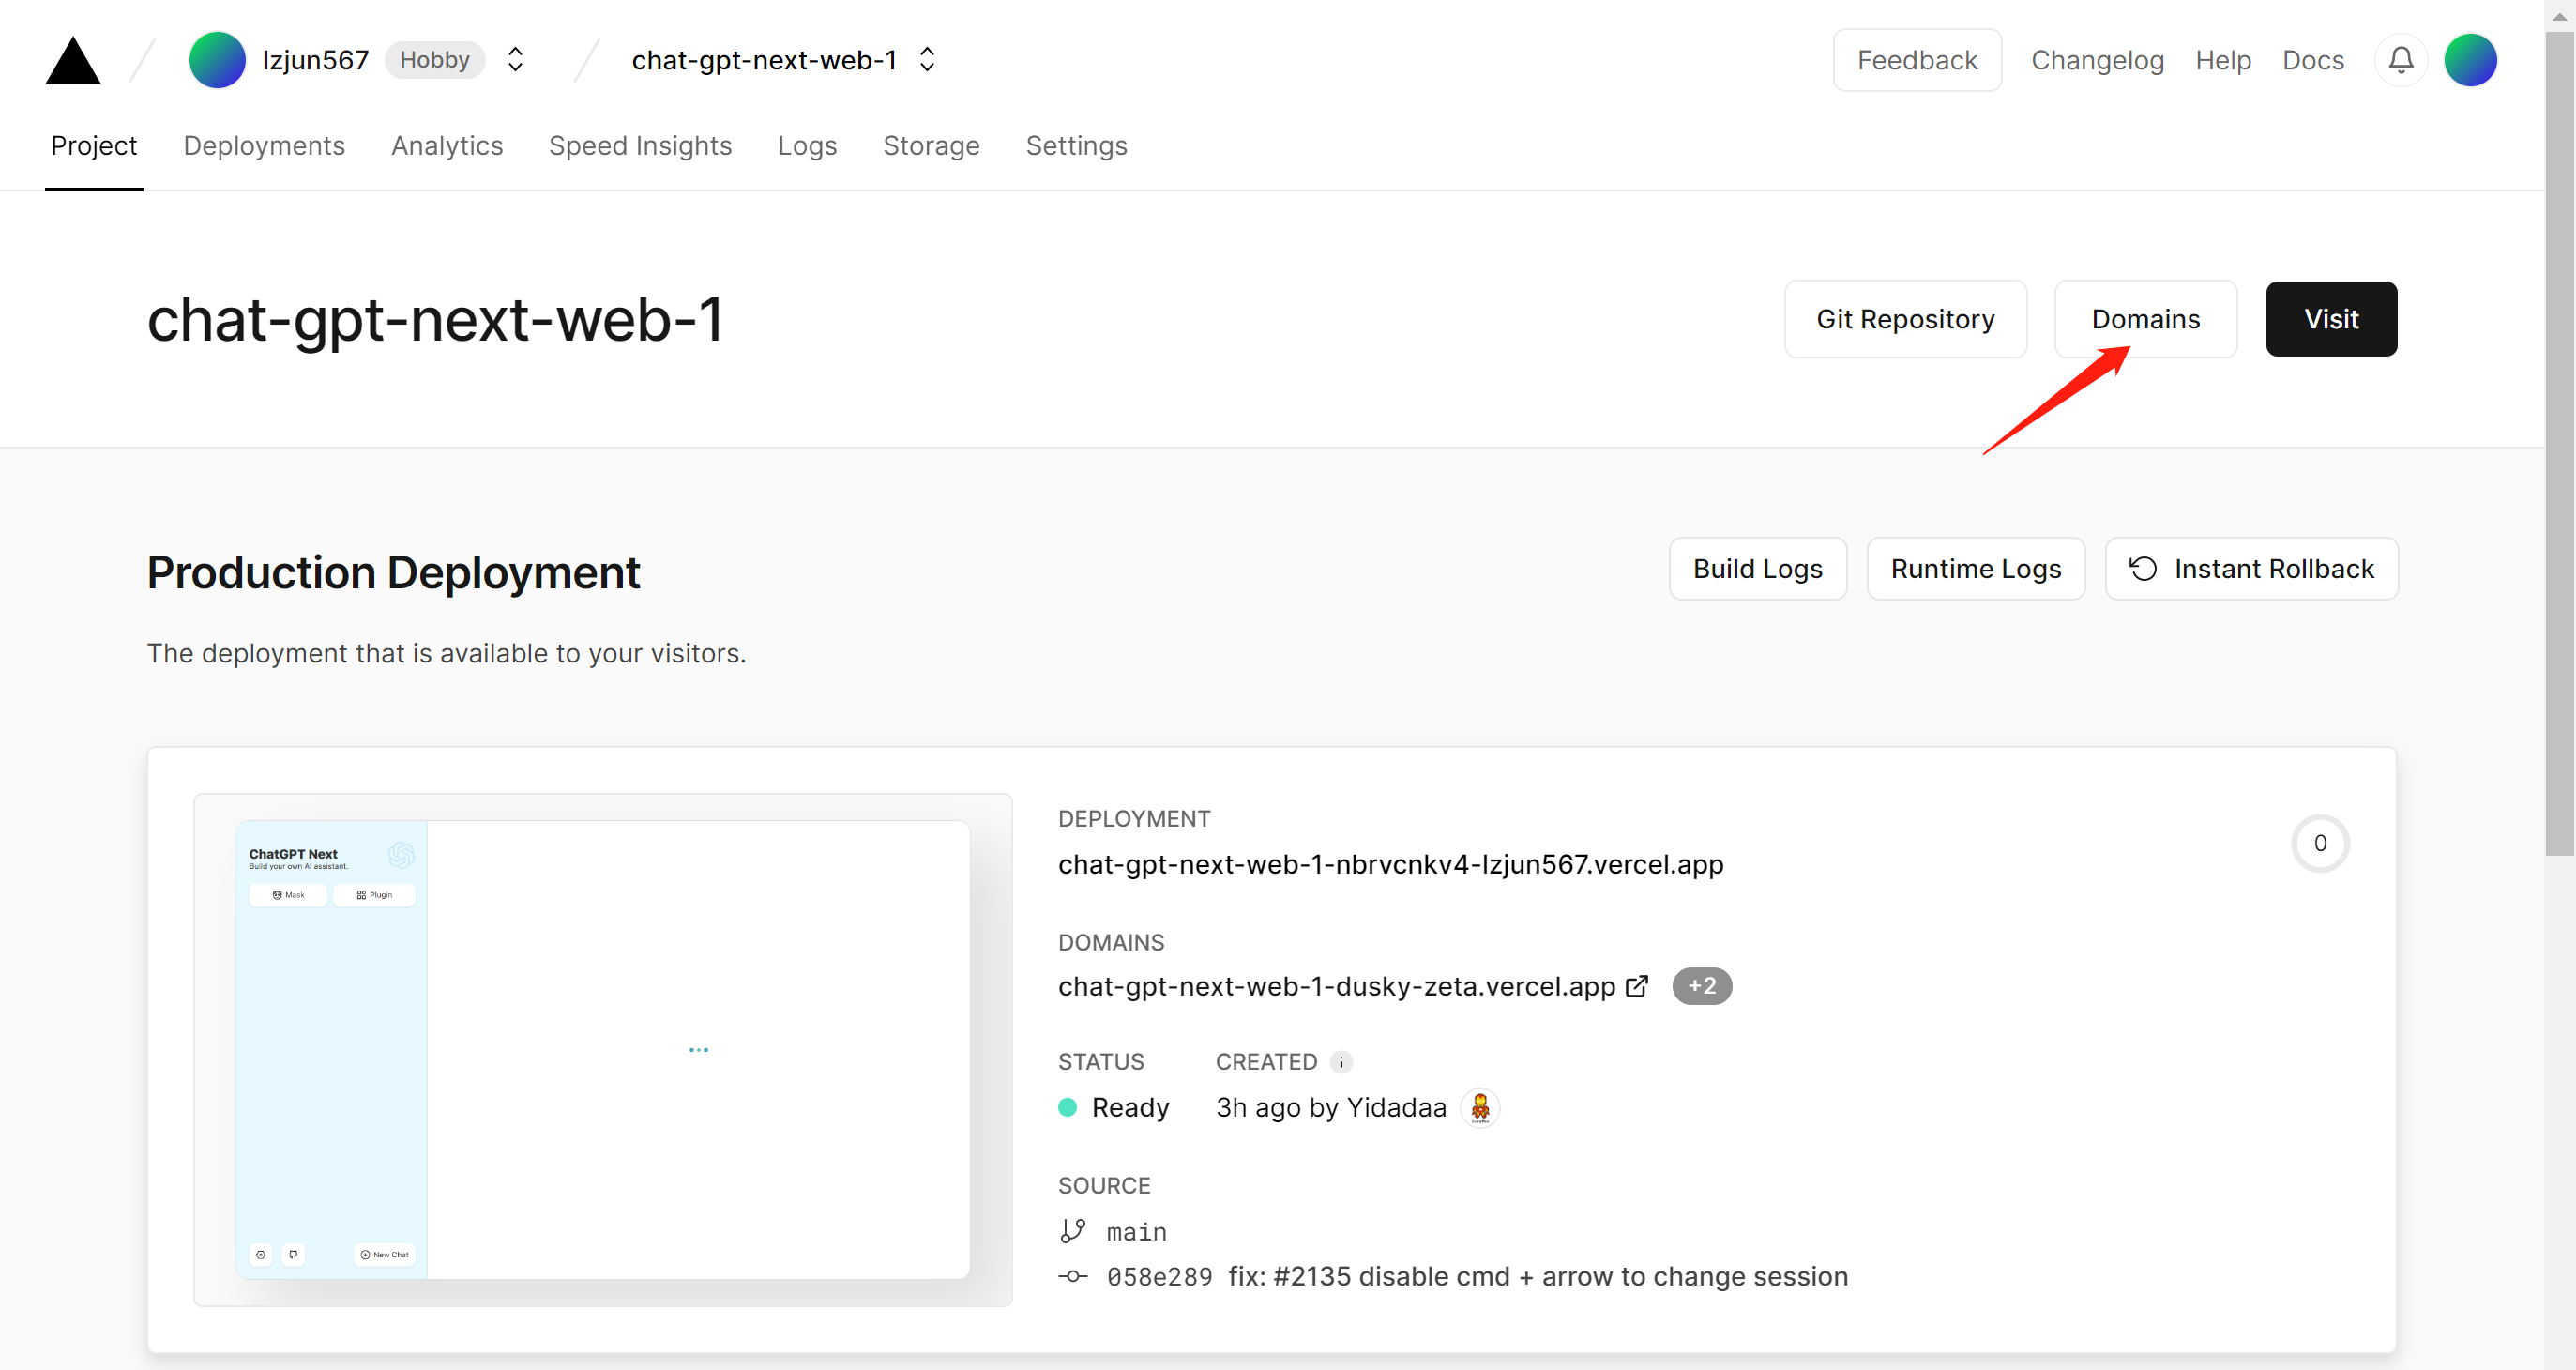 lzjun567 Hobby chat-gpt-next-web-1 Feedback Changelog Help Docs
Project Deployments Analytics Speed Insights Logs Storage Settings
chat-gpt-next-web-1 Git Repository Domains Visit
Production Deployment Build Logs Runtime Logs Instant Rollback
The deployment that is available to your visitors.
ChatGPT Next
Build your own AI assistant.
Mask Plugin
New Chat
DEPLOYMENT
chat-gpt-next-web-1-nbrvcnkv4-lzjun567.vercel.app
0
DOMAINS
chat-gpt-next-web-1-dusky-zeta.vercel.app +2
STATUS CREATED
Ready 3h ago by Yidadaa
SOURCE
main
058e289 fix: #2135 disable cmd + arrow to change session